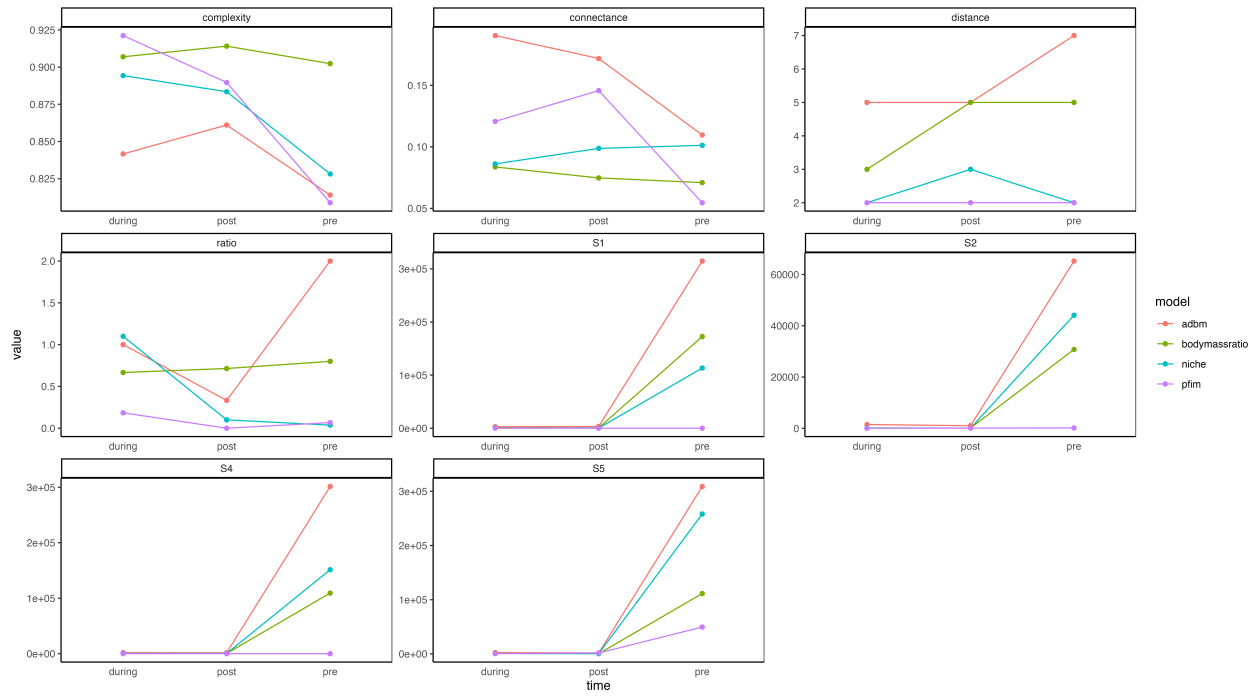 complexity
connectance
distance
0.925
0.900
0.875
0.850
0.825
0.15
0.10
0.05
7
6
5
4
3
2
during post pre
during post pre
during post pre
ratio
S1
S2
2.0
1.5
1.0
0.5
0.0
3e+05
2e+05
1e+05
0e+00
60000
40000
20000
0
during post pre
during post pre
during post pre
S4
S5
3e+05
2e+05
1e+05
0e+00
3e+05
2e+05
1e+05
0e+00
during post pre
during post pre
value
time
model
adbm
bodymassratio
niche
pfim